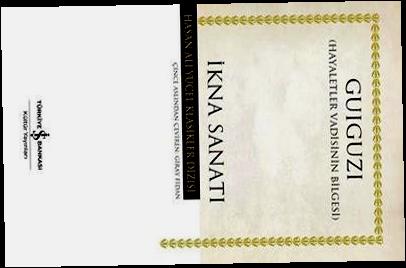 GUIGUZI
(HAYALETLER VADİSİNİN BİLGESİ)
İKNA SANATI
HASAN ÂLİ YÜCEL KLASİKLER DİZİSİ
ÇİNCE ASLINDAN ÇEVİREN: GİRAY FİDAN
TÜRKİYE İŞ BANKASI
Kültür Yayınları